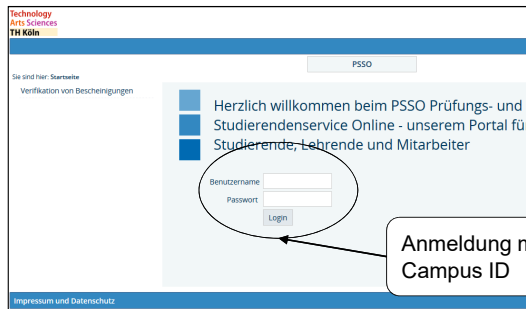 Technology
Arts Sciences
TH Köln
PSSO
Sie sind hier: Startseite
Verifikation von Bescheinigungen
Herzlich willkommen beim PSSO Prüfungs- und
Studierendenservice Online - unserem Portal für
Studierende, Lehrende und Mitarbeiter
Benutzername
Passwort
Login
Anmeldung m
Campus ID
Impressum und Datenschutz